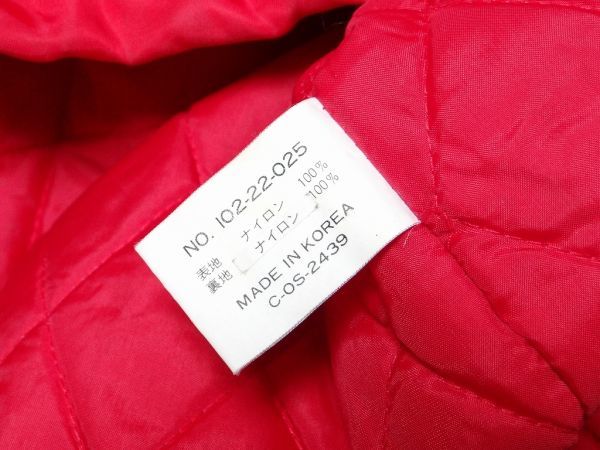 NO. 102-22-025
表地 ナイロン 100%
裏地 ナイロン 100%
MADE IN KOREA
C-OS-2439